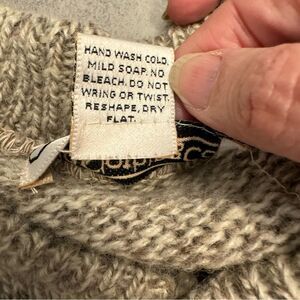 HAND WASH COLD.
MILD SOAP. NO
BLEACH. DO NOT
WRING OR TWIST.
RESHAPE, DRY
FLAT.